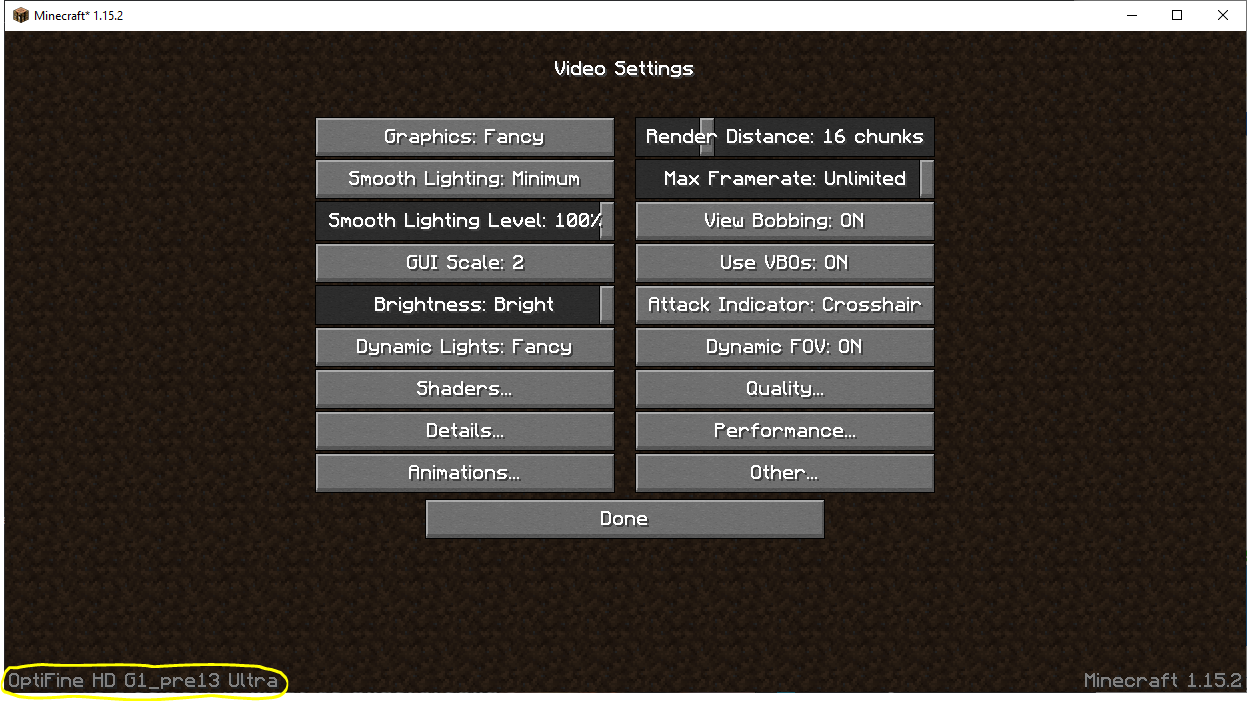 Minecraft* 1.15.2
Video Settings
Graphics: Fancy
Render Distance: 16 chunks
Smooth Lighting: Minimum
Max Framerate: Unlimited
Smooth Lighting Level: 100%
View Bobbing: ON
GUI Scale: 2
Use VBOs: ON
Brightness: Bright
Attack Indicator: Crosshair
Dynamic Lights: Fancy
Dynamic FOV: ON
Shaders...
Quality...
Details...
Performance...
Animations...
Other...
Done
OptiFine HD G1_pre13 Ultra
Minecraft 1.15.2